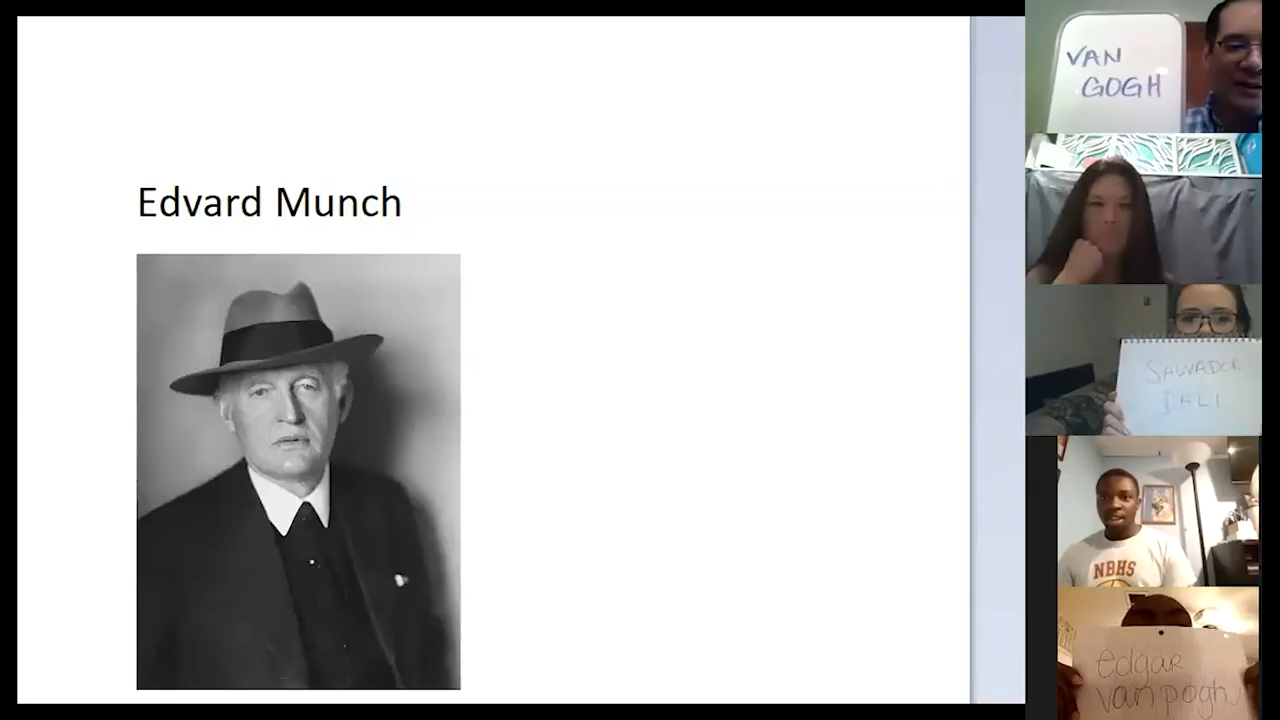 Edvard Munch
VAN
GOGH
SALVADOR
DALI
NBHS
edgar
van pogh